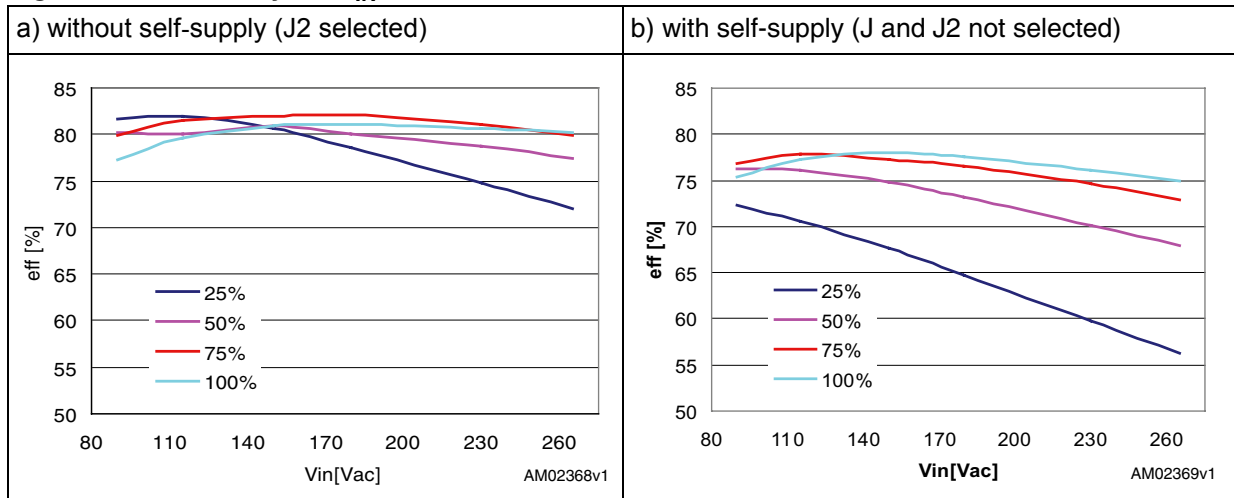 a) without self-supply (J2 selected)
85
80
75
70
65
60
55
50
eff [%]
25%
50%
75%
100%
80 110 140 170 200 230 260
Vin[Vac]
AM02368v1
b) with self-supply (J and J2 not selected)
85
80
75
70
65
60
55
50
eff [%]
25%
50%
75%
100%
80 110 140 170 200 230 260
Vin[Vac]
AM02369v1